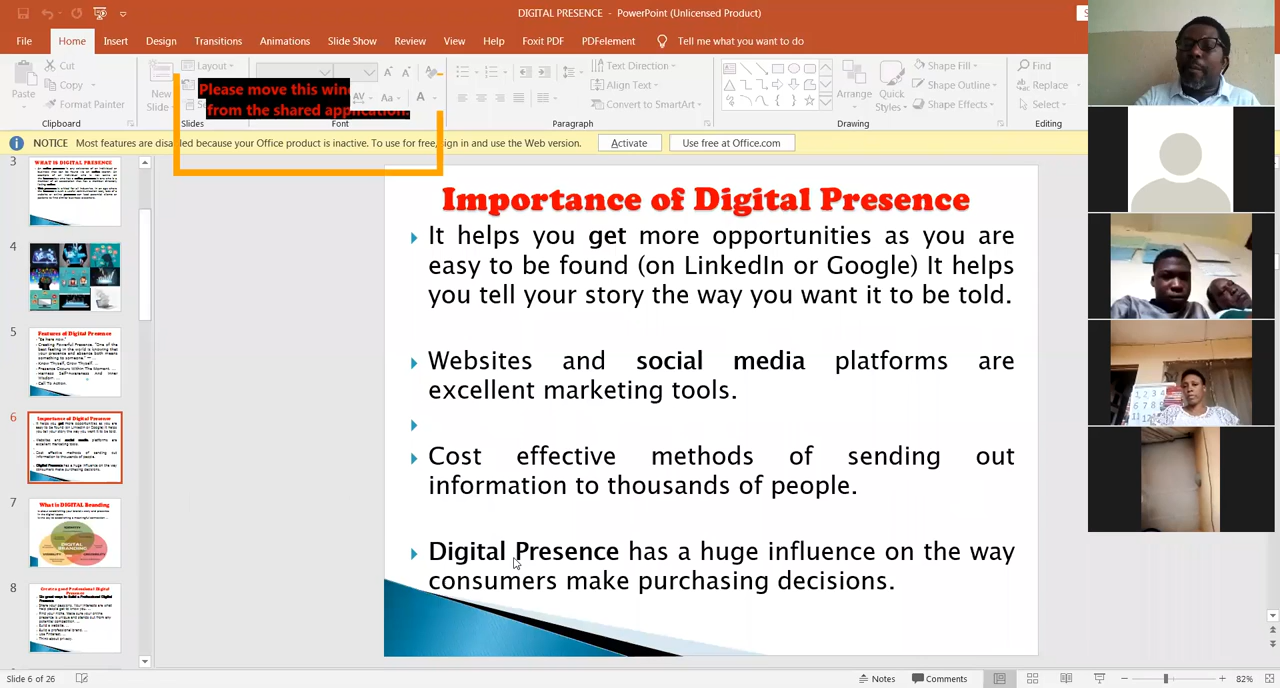 DIGITAL PRESENCE - PowerPoint (Unlicensed Product)
File Home Insert Design Transitions Animations Slide Show Review View Help Foxit PDF PDFelement Tell me what you want to do
Paste
Cut
Copy
Format Painter
Clipboard
New
Slide
Layout
Slides
Please move this win
from the shared application.
Font
Text Direction
Align Text
Convert to SmartArt
Paragraph
Arrange
Quick
Styles
Shape Fill
Shape Outline
Shape Effects
Drawing
Find
Replace
Select
Editing
NOTICE Most features are disabled because your Office product is inactive. To use for free, sign in and use the Web version. Activate Use free at Office.com
3
WHAT IS DIGITAL PRESENCE
4
5
Features of Digital Presence
6
Importance of Digital Presence
7
What is DIGITAL Branding
DIGITAL
BRANDING
8
Importance of Digital Presence
It helps you get more opportunities as you are
easy to be found (on LinkedIn or Google) It helps
you tell your story the way you want it to be told.
Websites and social media platforms are
excellent marketing tools.
Cost effective methods of sending out
information to thousands of people.
Digital Presence has a huge influence on the way
consumers make purchasing decisions.
Slide 6 of 26
Notes Comments 82%